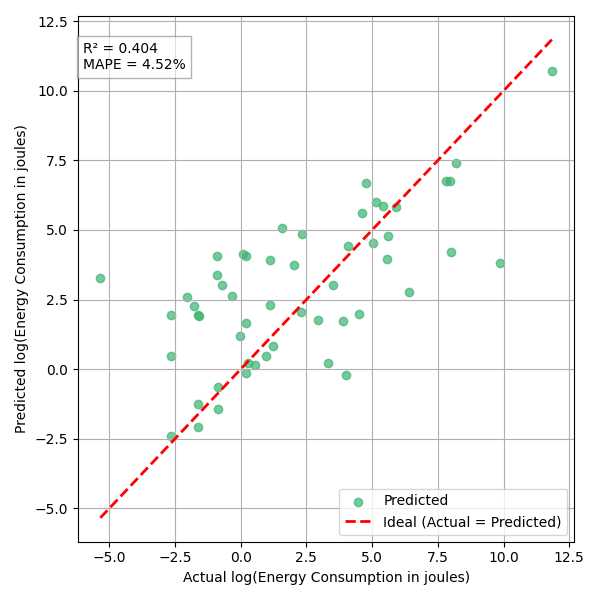 12.5
10.0
7.5
5.0
2.5
0.0
−2.5
−5.0
Predicted log(Energy Consumption in joules)
R² = 0.404
MAPE = 4.52%
Predicted
Ideal (Actual = Predicted)
−5.0 −2.5 0.0 2.5 5.0 7.5 10.0 12.5
Actual log(Energy Consumption in joules)